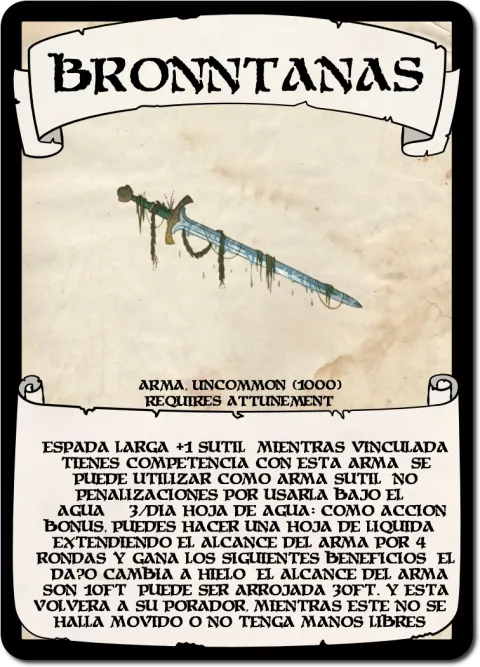 BRONNTANAS
ARMA, UNCOMMON (1000)
REQUIRES ATTUNEMENT
ESPADA LARGA +1 SUTIL MIENTRAS VINCULADA
TIENES COMPETENCIA CON ESTA ARMA SE
PUEDE UTILIZAR COMO ARMA SUTIL NO
PENALIZACIONES POR USARLA BAJO EL
AGUA 3/DIA HOJA DE AGUA: COMO ACCION
BONUS, PUEDES HACER UNA HOJA DE LIQUIDA
EXTENDIENDO EL ALCANCE DEL ARMA POR 4
RONDAS Y GANA LOS SIGUIENTES BENEFICIOS EL
DA?O CAMBIA A HIELO EL ALCANCE DEL ARMA
SON 10FT PUEDE SER ARROJADA 30FT. Y ESTA
VOLVERA A SU PORADOR, MIENTRAS ESTE NO SE
HALLA MOVIDO O NO TENGA MANOS LIBRES